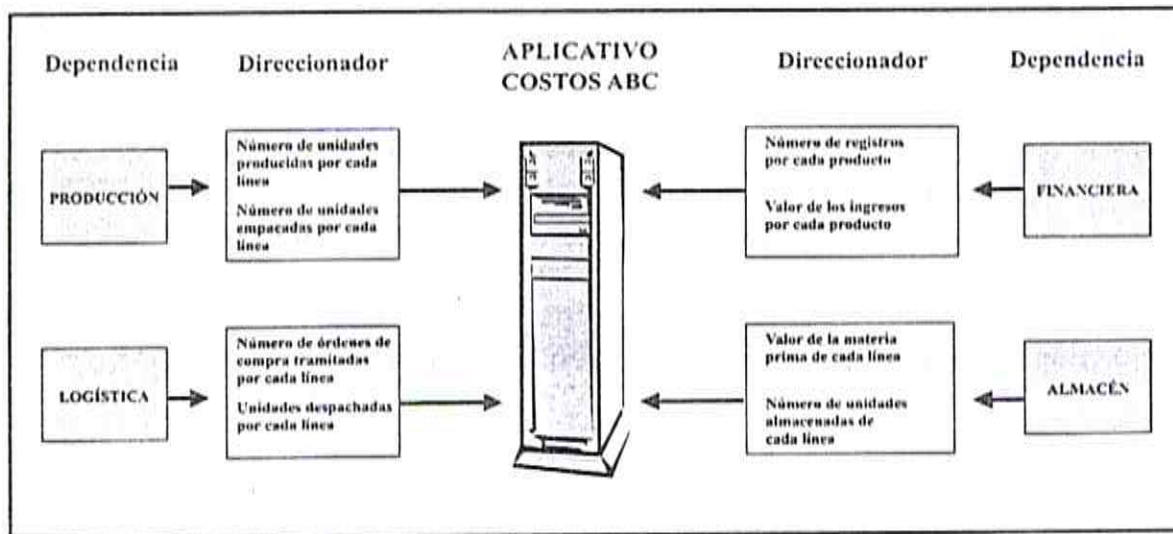 Dependencia
Direccionador
APLICATIVO
COSTOS ABC
Direccionador
Dependencia
PRODUCCIÓN
Número de unidades
producidas por cada
línea
Número de unidades
empacadas por cada
línea
Número de registros
por cada producto
Valor de los ingresos
por cada producto
FINANCIERA
LOGÍSTICA
Número de órdenes de
compra tramitadas
por cada línea
Unidades despachadas
por cada línea
Valor de la materia
prima de cada línea
Número de unidades
almacenadas de
cada línea
ALMACÉN